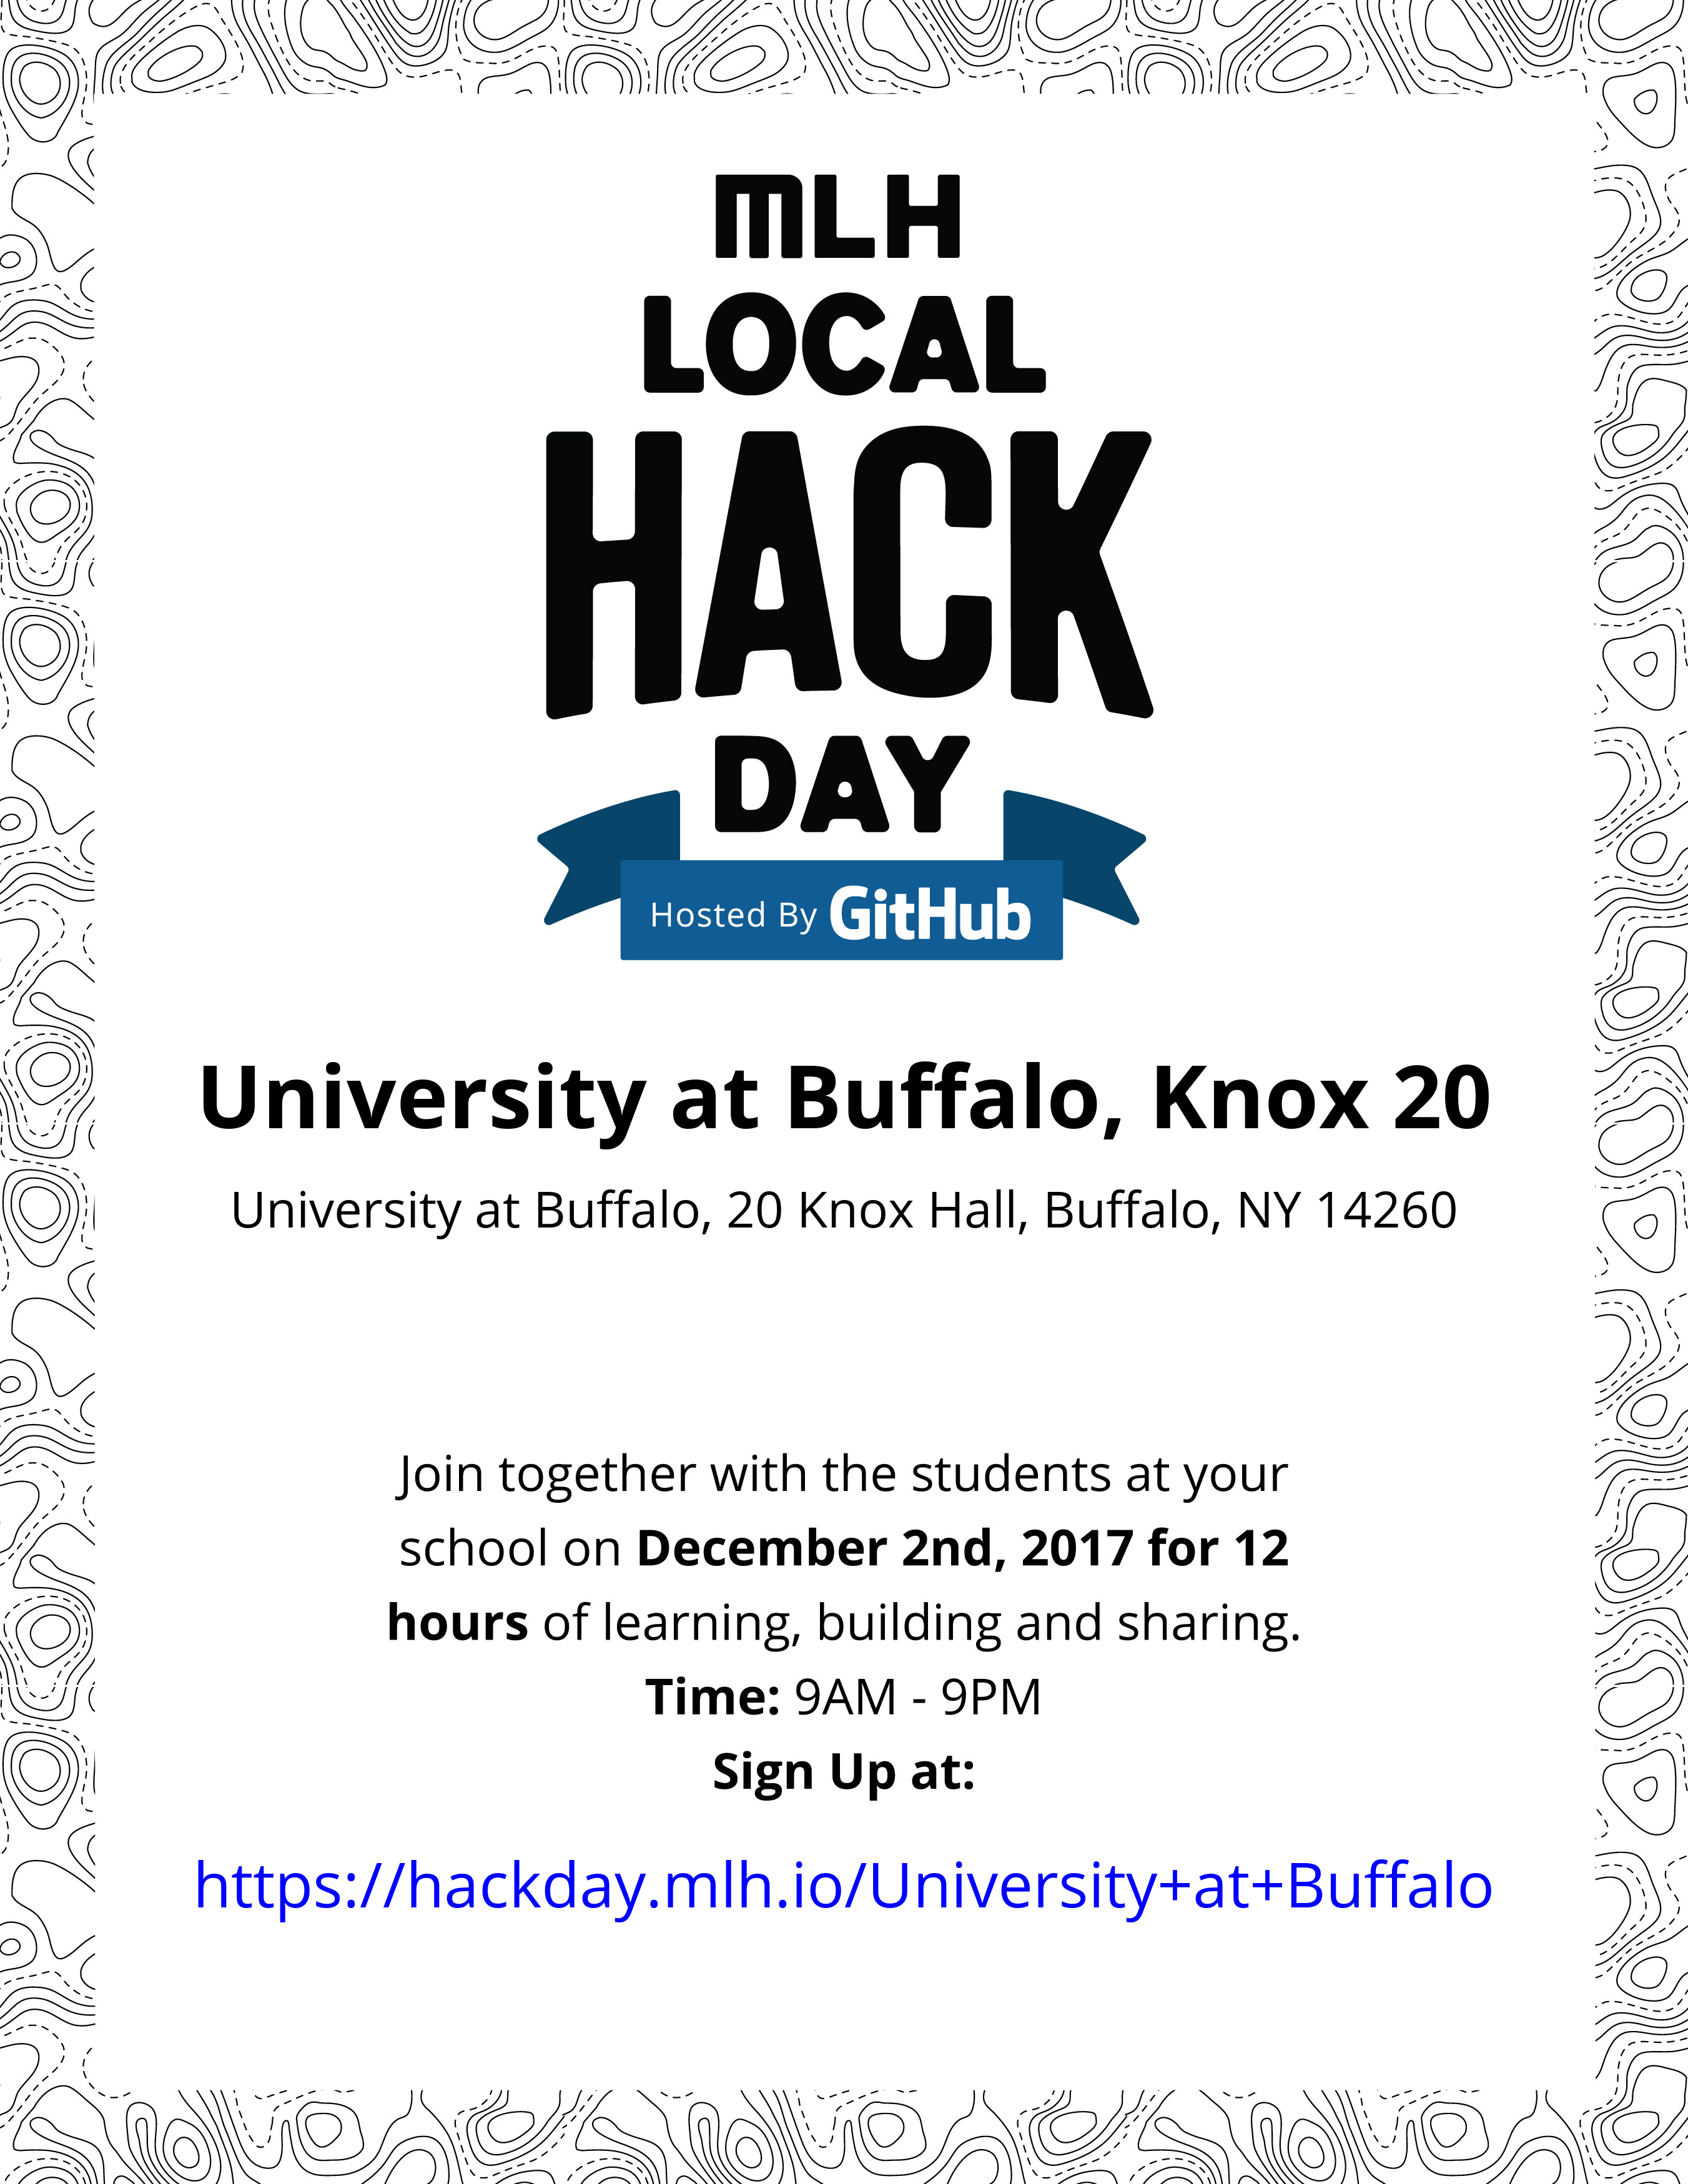 MLH
LOCAL
HACK
DAY
Hosted By GitHub
University at Buffalo, Knox 20
University at Buffalo, 20 Knox Hall, Buffalo, NY 14260
Join together with the students at your
school on December 2nd, 2017 for 12
hours of learning, building and sharing.
Time: 9AM - 9PM
Sign Up at:
https://hackday.mlh.io/University+at+Buffalo